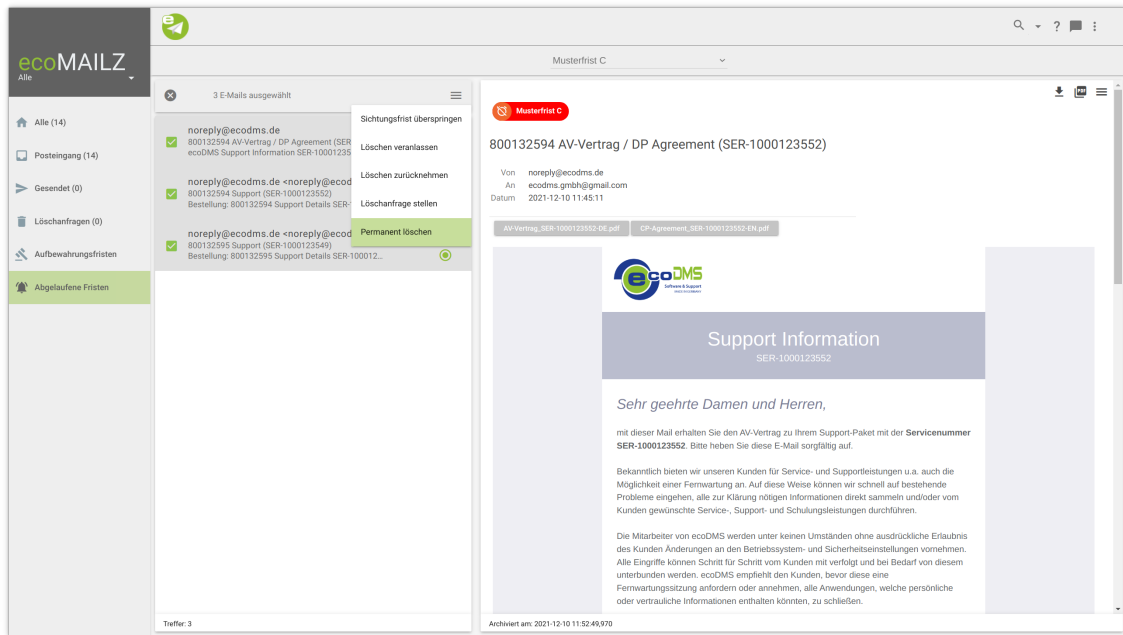 ecoMAILZ
Alle
Alle (14)
Posteingang (14)
Gesendet (0)
Löschanfragen (0)
Aufbewahrungsfristen
Abgelaufene Fristen
e
?
Musterfrist C
3 E-Mails ausgewählt
noreply@ecodms.de
800132594 AV-Vertrag / DP Agreement (SER
ecoDMS Support Information SER-10001235
noreply@ecodms.de <noreply@ecod
800132594 Support (SER-1000123552)
Bestellung: 800132594 Support Details SER-
noreply@ecodms.de <noreply@ecod
800132595 Support (SER-1000123549)
Bestellung: 800132595 Support Details SER-100012...
Sichtungsfrist überspringen
Löschen veranlassen
Löschen zurücknehmen
Löschanfrage stellen
Permanent löschen
Treffer: 3
PDF
Musterfrist C
800132594 AV-Vertrag / DP Agreement (SER-1000123552)
Von noreply@ecodms.de
An ecodms.gmbh@gmail.com
Datum 2021-12-10 11:45:11
AV-Vertrag_SER-1000123552-DE.pdf CP-Agreement_SER-1000123552-EN.pdf
ecoDMS
Software & Support
MADE IN GERMANY
Support Information
SER-1000123552
Sehr geehrte Damen und Herren,
mit dieser Mail erhalten Sie den AV-Vertrag zu Ihrem Support-Paket mit der Servicenummer
SER-1000123552. Bitte heben Sie diese E-Mail sorgfältig auf.
Bekanntlich bieten wir unseren Kunden für Service- und Supportleistungen u.a. auch die
Möglichkeit einer Fernwartung an. Auf diese Weise können wir schnell auf bestehende
Probleme eingehen, alle zur Klärung nötigen Informationen direkt sammeln und/oder vom
Kunden gewünschte Service-, Support- und Schulungsleistungen durchführen.
Die Mitarbeiter von ecoDMS werden unter keinen Umständen ohne ausdrückliche Erlaubnis
des Kunden Änderungen an den Betriebssystem- und Sicherheitseinstellungen vornehmen.
Alle Eingriffe können Schritt für Schritt vom Kunden mit verfolgt und bei Bedarf von diesem
unterbunden werden. ecoDMS empfiehlt den Kunden, bevor diese eine
Fernwartungssitzung anfordern oder annehmen, alle Anwendungen, welche persönliche
oder vertrauliche Informationen enthalten könnten, zu schließen.
Archiviert am: 2021-12-10 11:52:49,970